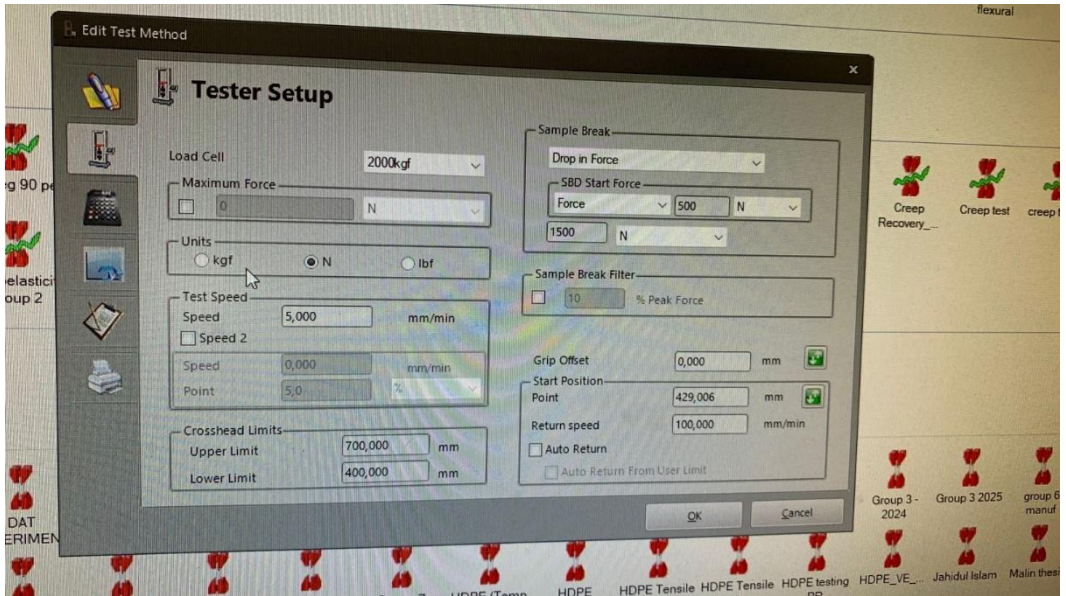 flexural
Edit Test Method
Tester Setup
Load Cell
2000kgf
Maximum Force
0
N
Units
kgf
N
lbf
Test Speed
Speed
5,000
mm/min
Speed 2
Speed
0,000
mm/min
Point
5,0
%
Crosshead Limits
Upper Limit
700,000
mm
Lower Limit
400,000
mm
Sample Break
Drop in Force
SBD Start Force
Force
500
N
1500
N
Sample Break Filter
10
% Peak Force
Grip Offset
0,000
mm
Start Position
Point
429,006
mm
Return speed
100,000
mm/min
Auto Return
Auto Return From User Limit
OK
Cancel
90
Creep
Recovery_...
Creep test
creep
oup 2
DAT
Group 3 -
2024
Group 3 2025
group
manuf
HDPE
HDPE Tensile
HDPE Tensile
HDPE testing
HDPE_VE_...
Jahidul Islam
Malin thesi